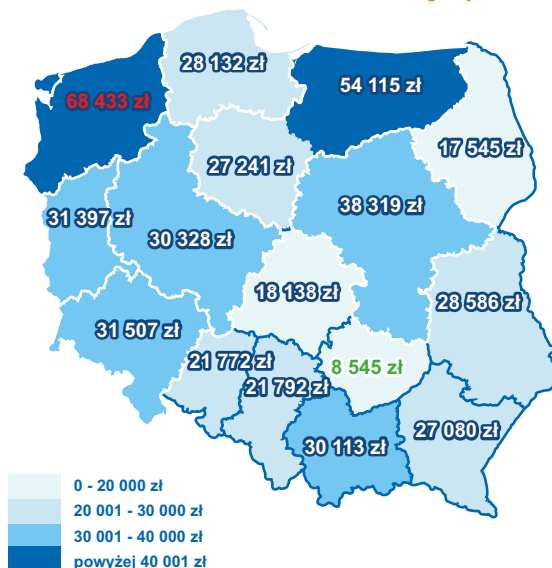 28 132 zł
54 115 zł
68 433 zł
17 545 zł
27 241 zł
38 319 zł
31 397 zł
30 328 zł
18 138 zł
28 586 zł
31 507 zł
21 772 zł
8 545 zł
21 792 zł
27 080 zł
30 113 zł
0 - 20 000 zł
20 001 - 30 000 zł
30 001 - 40 000 zł
powyżej 40 001 zł